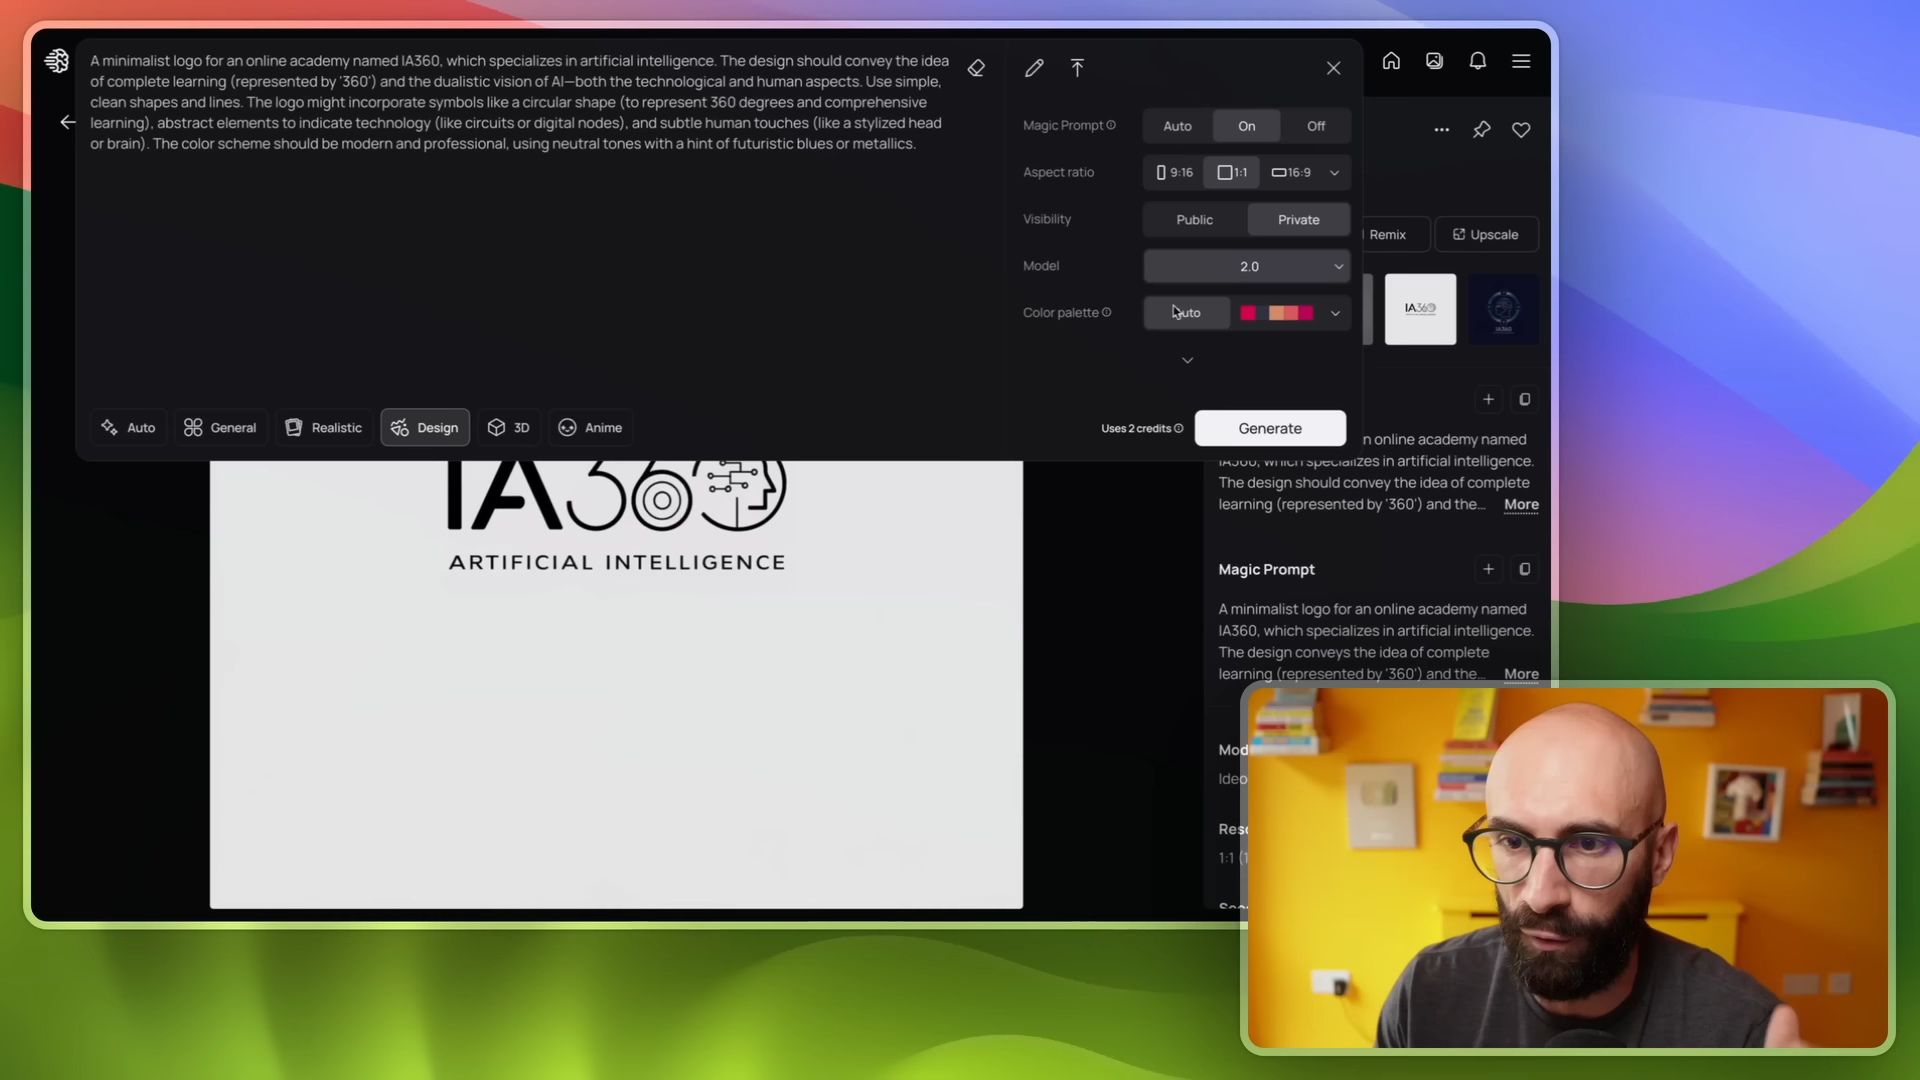 A minimalist logo for an online academy named IA360, which specializes in artificial intelligence. The design should convey the idea
of complete learning (represented by '360') and the dualistic vision of AI—both the technological and human aspects. Use simple,
clean shapes and lines. The logo might incorporate symbols like a circular shape (to represent 360 degrees and comprehensive
learning), abstract elements to indicate technology (like circuits or digital nodes), and subtle human touches (like a stylized head
or brain). The color scheme should be modern and professional, using neutral tones with a hint of futuristic blues or metallics.
Magic Prompt
Auto
On
Off
Aspect ratio
9:16
1:1
16:9
Visibility
Public
Private
Model
2.0
Color palette
Auto
Auto
General
Realistic
Design
3D
Anime
Uses 2 credits
Generate
Remix
Upscale
IA360
n online academy named
IA360, which specializes in artificial intelligence.
The design should convey the idea of complete
learning (represented by '360') and the... More
Magic Prompt
A minimalist logo for an online academy named
IA360, which specializes in artificial intelligence.
The design conveys the idea of complete
learning (represented by '360') and the... More
IA360
ARTIFICIAL INTELLIGENCE
Mod
Ideo
Reso
1:1 (1